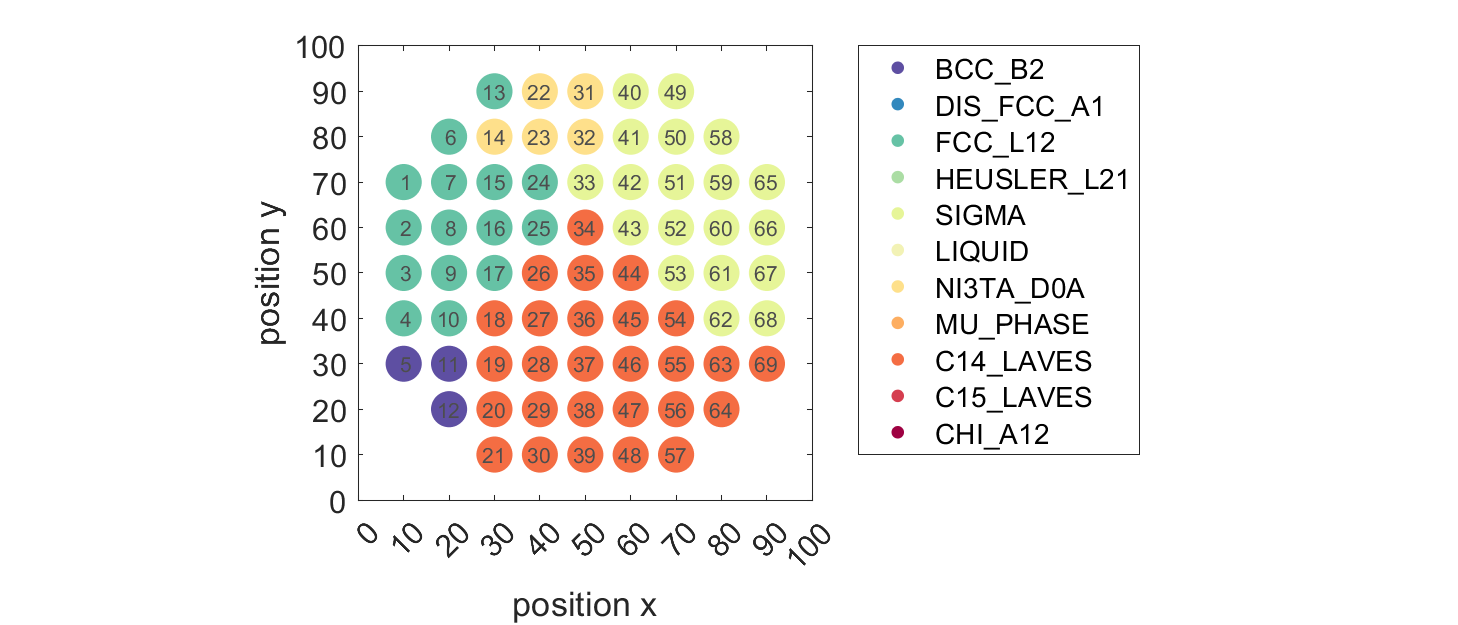 100
90
80
70
60
50
40
30
20
10
0
position y
13 22 31 40 49
6 14 23 32 41 50 58
1 7 15 24 33 42 51 59 65
2 8 16 25 34 43 52 60 66
3 9 17 26 35 44 53 61 67
4 10 18 27 36 45 54 62 68
5 11 19 28 37 46 55 63 69
12 20 29 38 47 56 64
21 30 39 48 57
0 10 20 30 40 50 60 70 80 90 100
position x
BCC_B2
DIS_FCC_A1
FCC_L12
HEUSLER_L21
SIGMA
LIQUID
NI3TA_D0A
MU_PHASE
C14_LAVES
C15_LAVES
CHI_A12